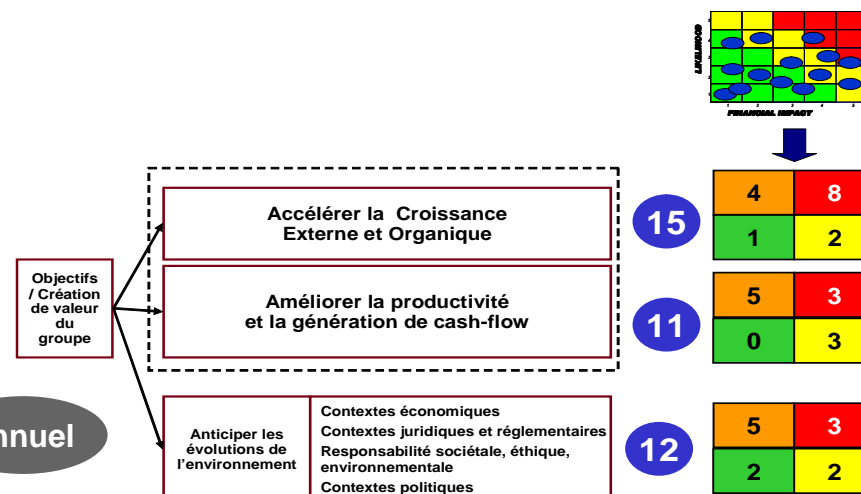 LIKELIHOOD
FINANCIAL IMPACT
Accélérer la Croissance
Externe et Organique
15
4 8
1 2
Objectifs
/ Création
de valeur
du
groupe
Améliorer la productivité
et la génération de cash-flow
11
5 3
0 3
nnuel
Anticiper les
évolutions de
l'environnement
Contextes économiques
Contextes juridiques et réglementaires
Responsabilité sociétale, éthique,
environnementale
Contextes politiques
12
5 3
2 2